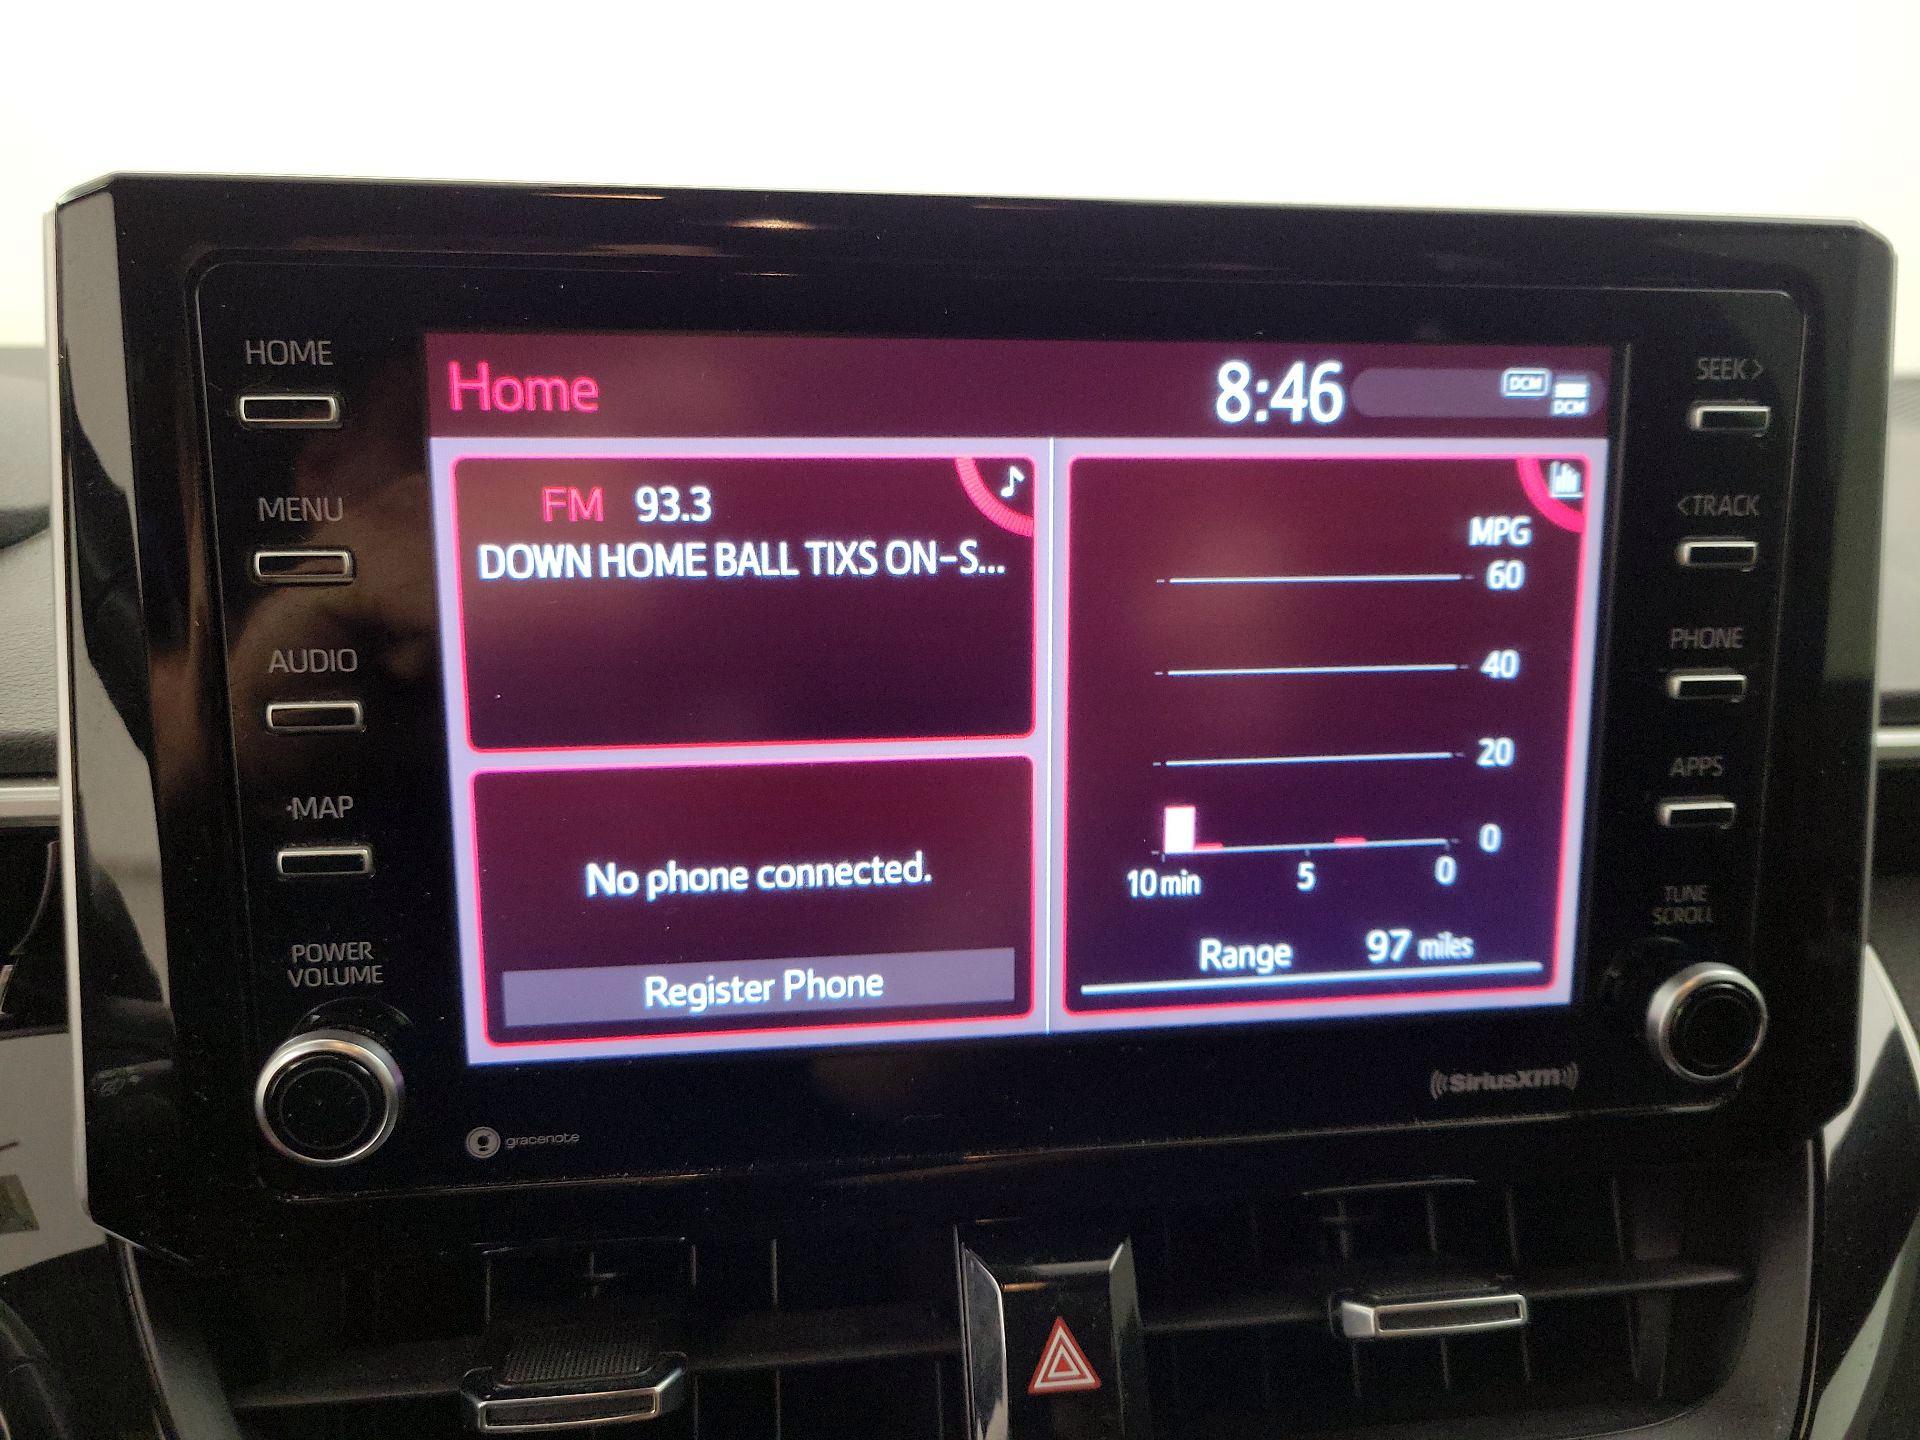 HOME
MENU
AUDIO
·MAP
POWER
VOLUME
Home
8:46
DCM
DCM
FM 93.3
DOWN HOME BALL TIXS ON-S...
No phone connected.
Register Phone
MPG
60
40
20
0
10 min 5 0
Range 97 miles
SEEK>
<TRACK
PHONE
APPS
TUNE
SCROLL
gracenote
SiriusXM